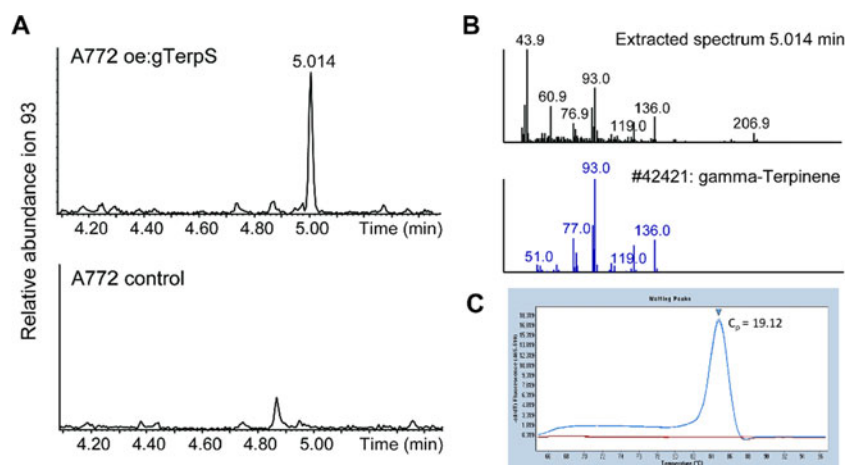 A
A772 oe:gTerpS
5.014
Relative abundance ion 93
4.20 4.40 4.60 4.80 5.00 Time (min)
A772 control
4.20 4.40 4.60 4.80 5.00 Time (min)
B
43.9
Extracted spectrum 5.014 min
60.9 76.9 93.0 119.0 136.0 206.9
#42421: gamma-Terpinene
93.0
51.0 77.0 119.0 136.0
C
Melting Peaks
Cp = 19.12
Temperature (°C)